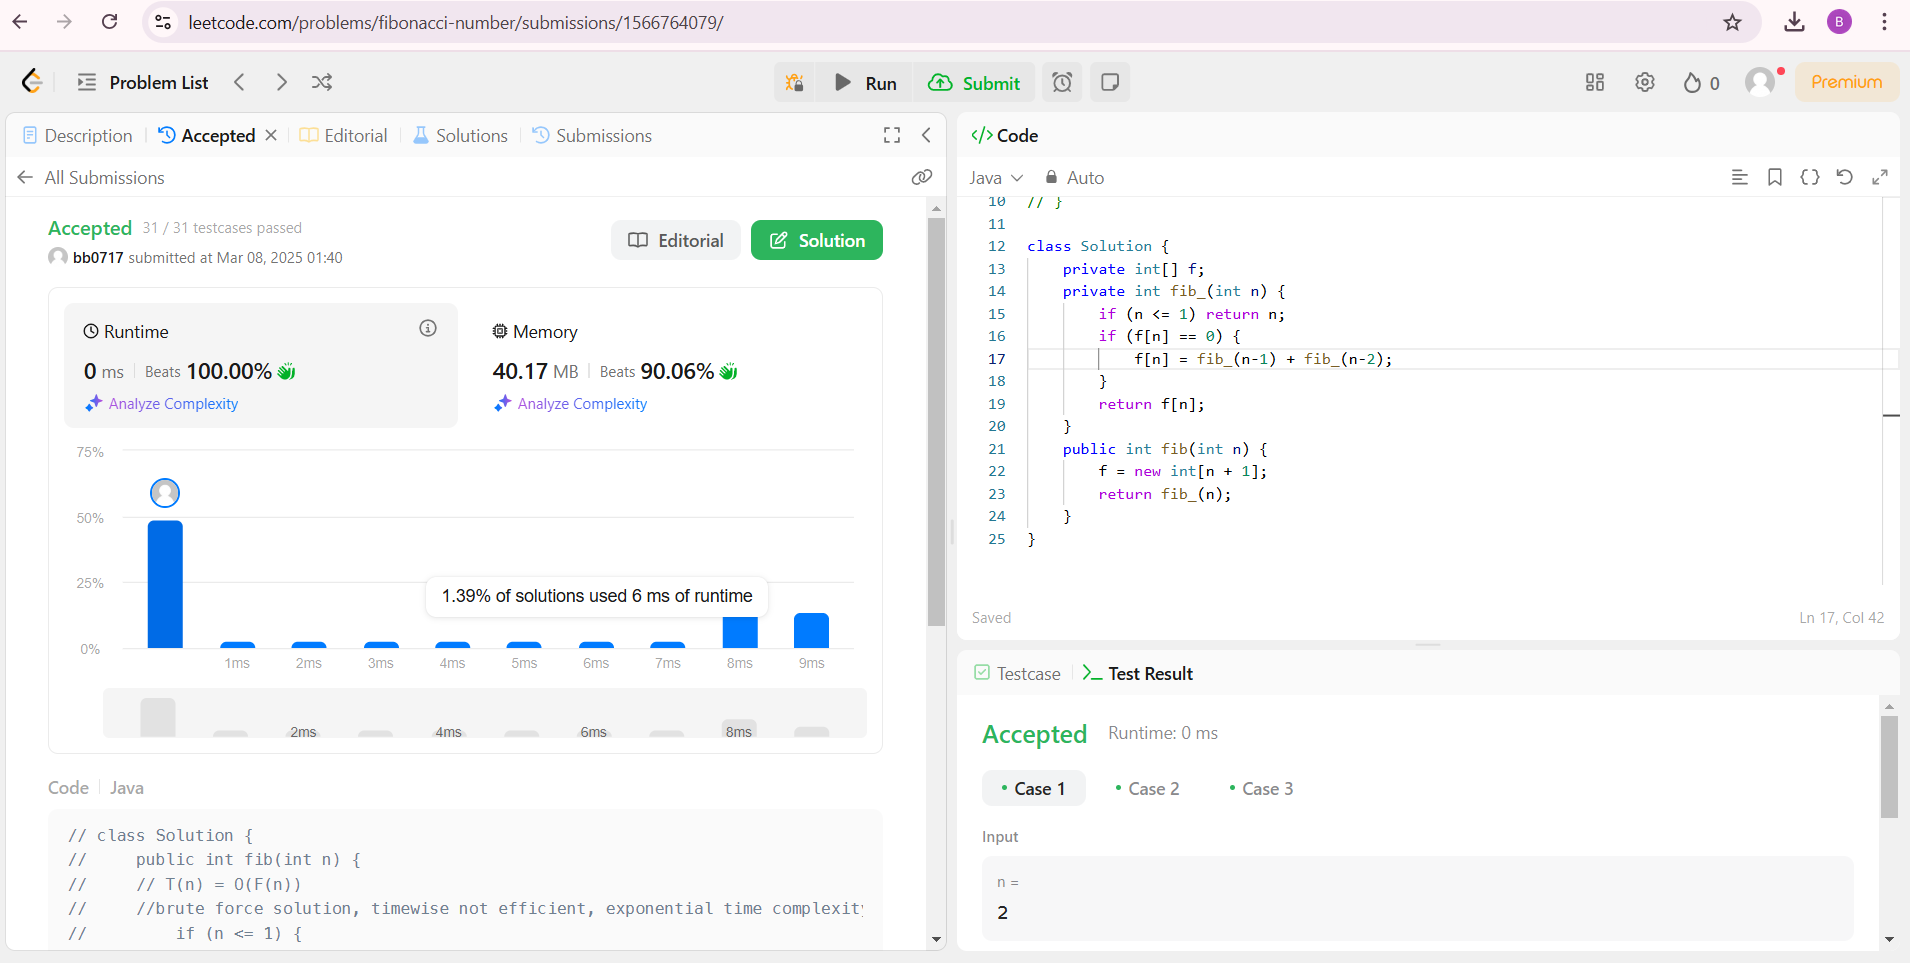 leetcode.com/problems/fibonacci-number/submissions/1566764079/
B
Problem List
Run
Submit
0
Premium
Description
Accepted
Editorial
Solutions
Submissions
All Submissions
Accepted 31 / 31 testcases passed
bb0717 submitted at Mar 08, 2025 01:40
Editorial
Solution
Runtime
0 ms Beats 100.00%
Analyze Complexity
Memory
40.17 MB Beats 90.06%
Analyze Complexity
75%
50%
25%
0%
1.39% of solutions used 6 ms of runtime
1ms 2ms 3ms 4ms 5ms 6ms 7ms 8ms 9ms
2ms 4ms 6ms 8ms
Code Java
// class Solution {
//     public int fib(int n) {
//     // T(n) = O(F(n))
//     //brute force solution, timewise not efficient, exponential time complexity
//         if (n <= 1) {
</> Code
Java Auto
10 // }
11
12 class Solution {
13     private int[] f;
14     private int fib_(int n) {
15         if (n <= 1) return n;
16         if (f[n] == 0) {
17             f[n] = fib_(n-1) + fib_(n-2);
18         }
19         return f[n];
20     }
21     public int fib(int n) {
22         f = new int[n + 1];
23         return fib_(n);
24     }
25 }
Saved
Ln 17, Col 42
Testcase
Test Result
Accepted Runtime: 0 ms
Case 1
Case 2
Case 3
Input
n =
2